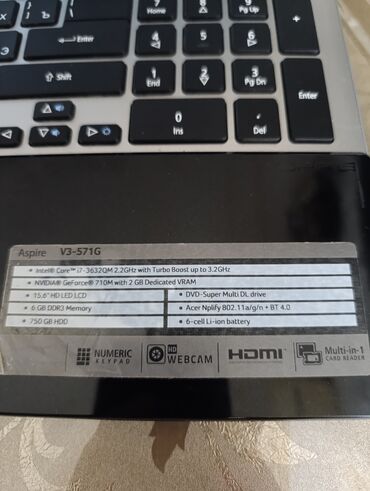 7 Home
8
9 Pg Up
+
Ъ
Enter
4
5
6
Э
Shift
1 End
2
3 Pg Dn
Enter
0 Ins
. Del
Aspire V3-571G
• Intel® Core™ i7-3632QM 2.2GHz with Turbo Boost up to 3.2GHz
• NVIDIA® GeForce® 710M with 2 GB Dedicated VRAM
• 15.6" HD LED LCD
• DVD-Super Multi DL drive
• 6 GB DDR3 Memory
• Acer Nplify 802.11a/g/n + BT 4.0
• 750 GB HDD
• 6-cell Li-ion battery
NUMERIC KEYPAD
HD WEBCAM
HDMI
Multi-in-1 CARD READER